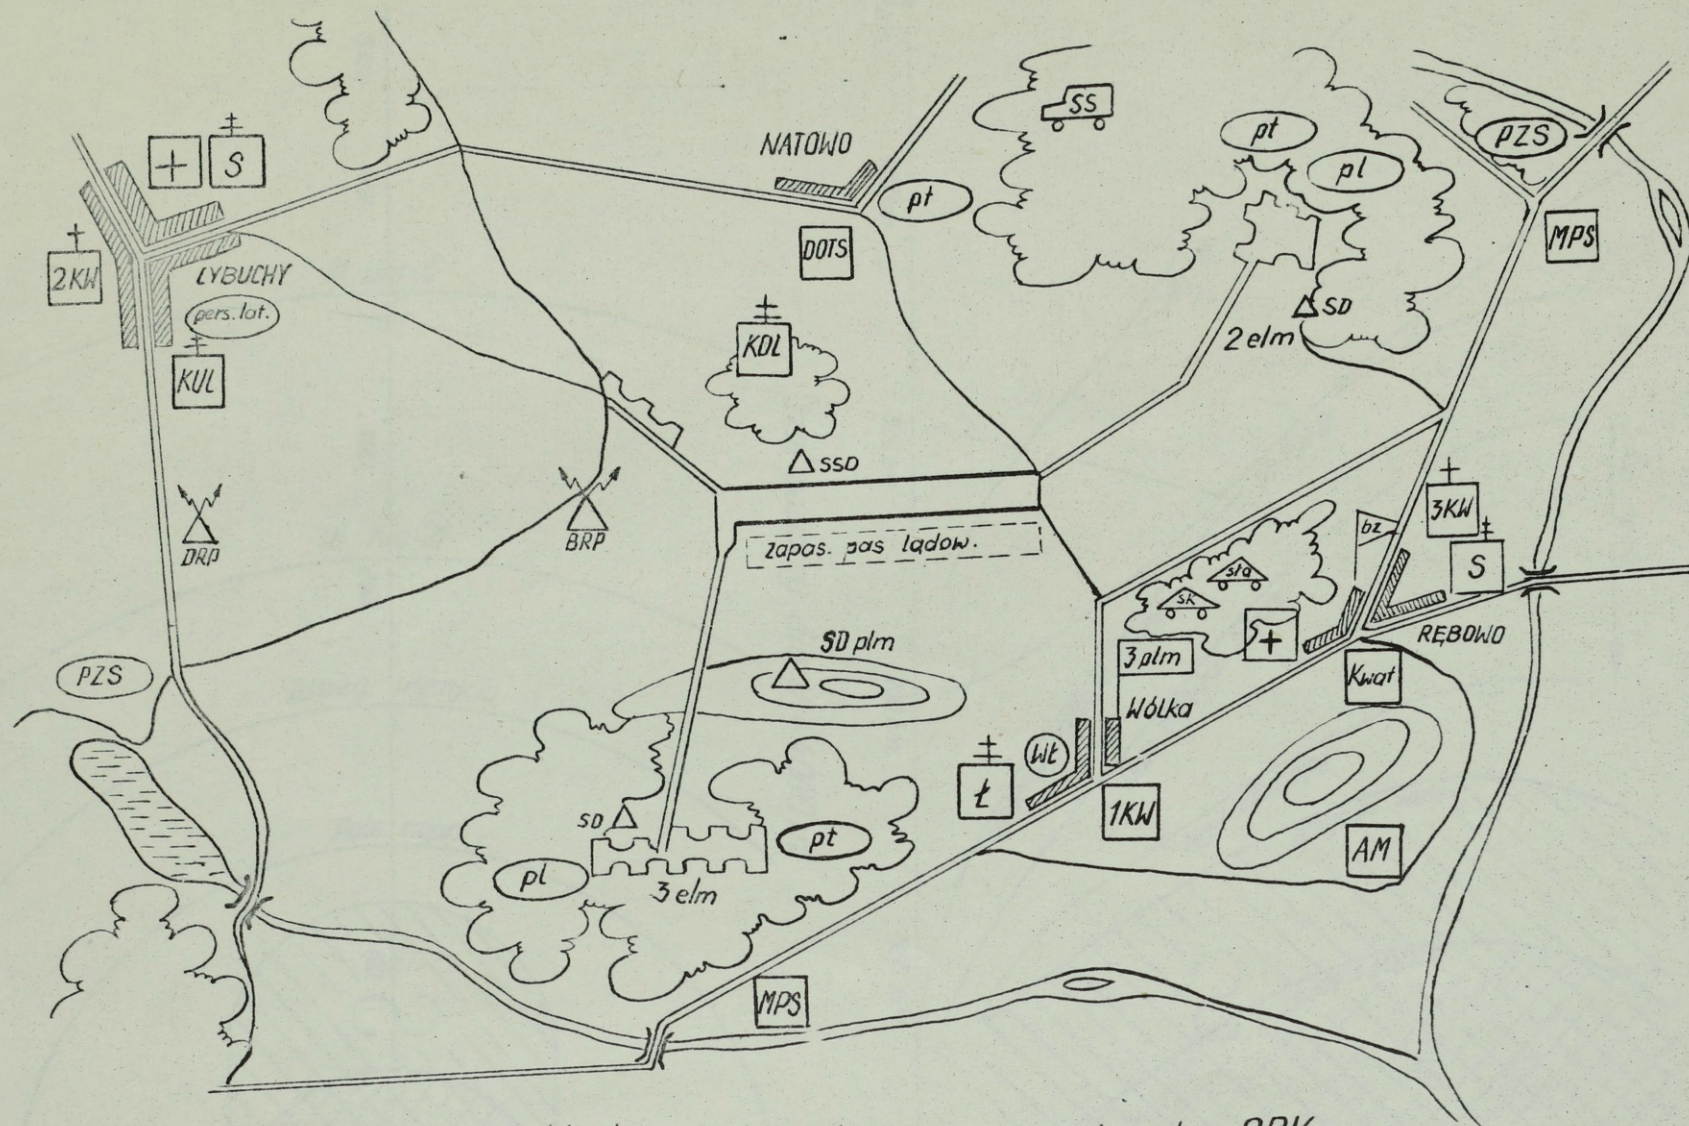 SS
pt
pl
PZS
NATOWO
pt
+
S
DOTS
MPS
2KW
ŁYBUCHY
pers. lat.
KUL
KDL
SD
2 elm
SSD
DRP
BRP
zapas. pas lądow.
3KW
bz
S
sta
sk
+
RĘBOWO
3 plm
Kwat
SD plm
PZS
Wólka
Wł
Ł
1KW
AM
SD
pl
pt
3 elm
MPS